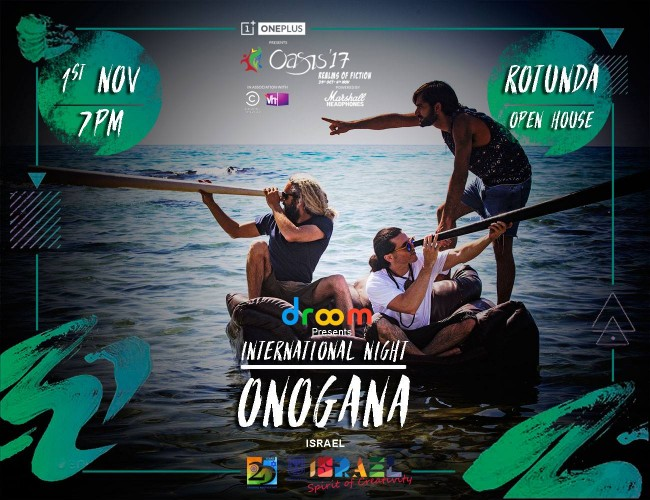 1+ ONEPLUS
PRESENTS
Oasis'17
REALMS OF FICTION
IN ASSOCIATION WITH
vh1
POWERED BY
Marshall
HEADPHONES
1ST NOV
7PM
ROTUNDA
OPEN HOUSE
droom
Presents
INTERNATIONAL NIGHT
ONOGANA
ISRAEL
25
ISRAEL
Spirit of Creativity